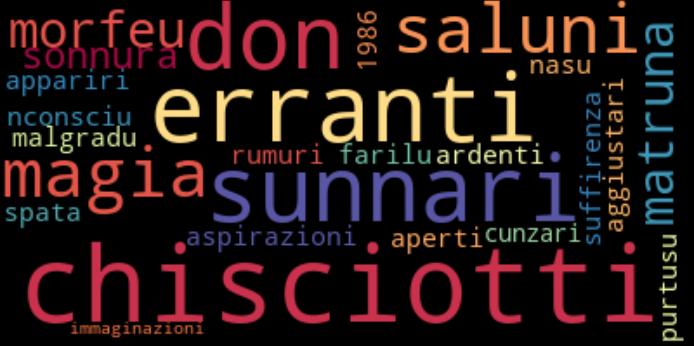 morfeu
don
1986
saluni
sonnura
nasu
matruna
appariri
erranti
nconsciu
malgradu
suffirenza
aggiustari
magia
rumuri
farilu
ardenti
sunnari
spata
aspirazioni
aperti
cunzari
chisciotti
purtusu
immaginazioni